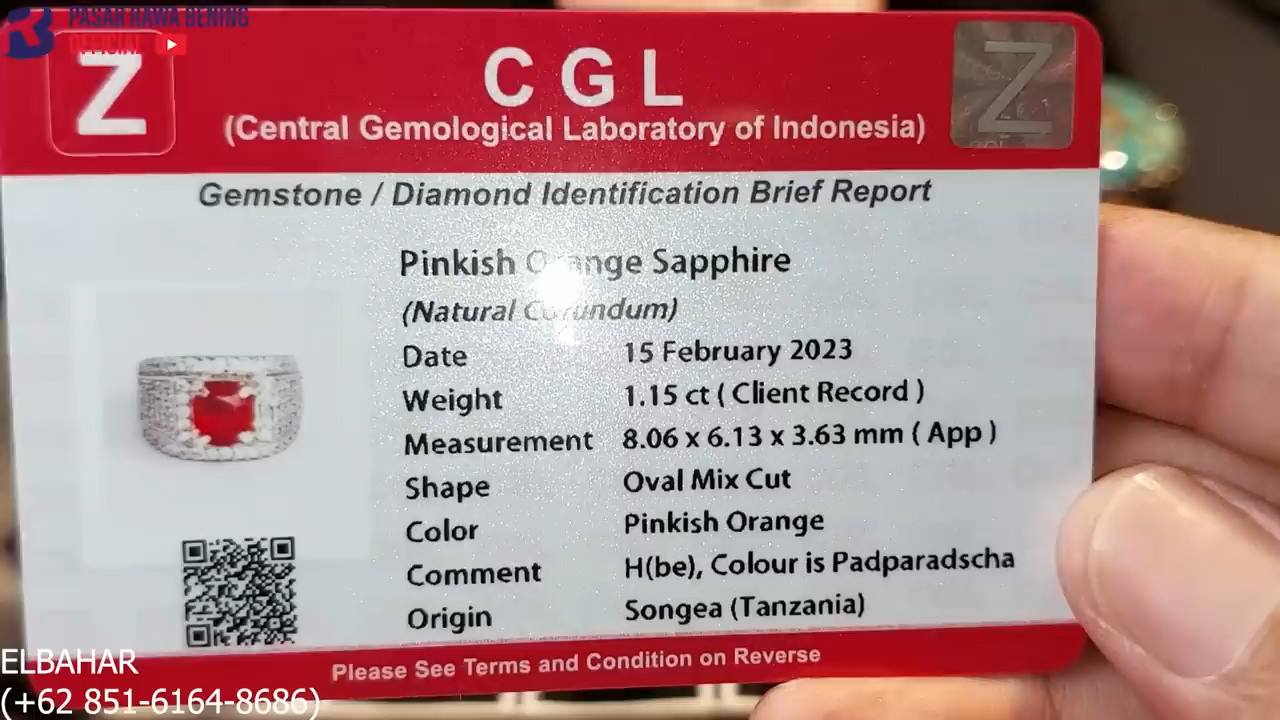 PASAR RAWA BENING
OFFICIAL
Z
CGL
Z
(Central Gemological Laboratory of Indonesia)
Gemstone / Diamond Identification Brief Report
Pinkish Orange Sapphire
(Natural Corundum)
Date 15 February 2023
Weight 1.15 ct ( Client Record )
Measurement 8.06 x 6.13 x 3.63 mm ( App )
Shape Oval Mix Cut
Color Pinkish Orange
Comment H(be), Colour is Padparadscha
Origin Songea (Tanzania)
Please See Terms and Condition on Reverse
ELBAHAR
(+62 851-6164-8686)